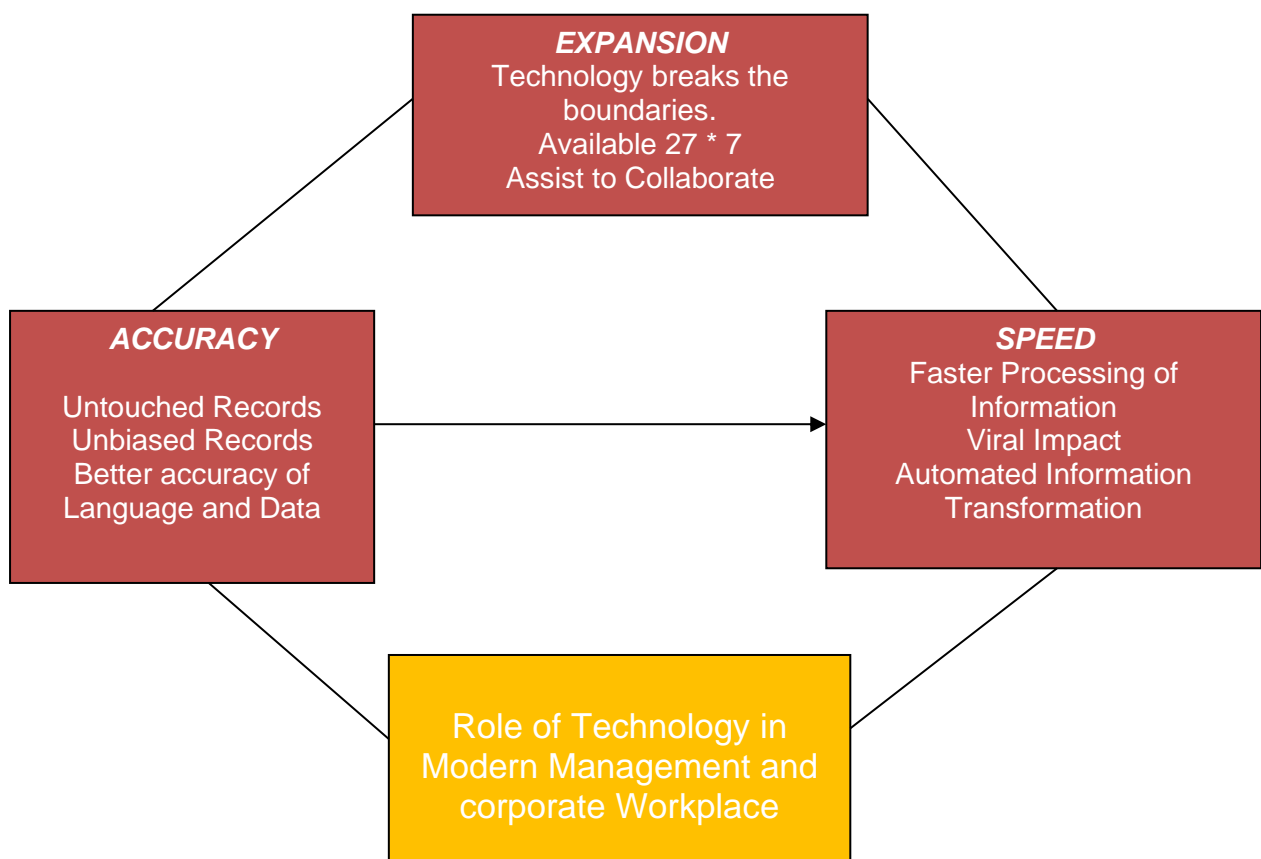 EXPANSION
Technology breaks the
boundaries.
Available 27 * 7
Assist to Collaborate
ACCURACY
Untouched Records
Unbiased Records
Better accuracy of
Language and Data
SPEED
Faster Processing of
Information
Viral Impact
Automated Information
Transformation
Role of Technology in
Modern Management and
corporate Workplace